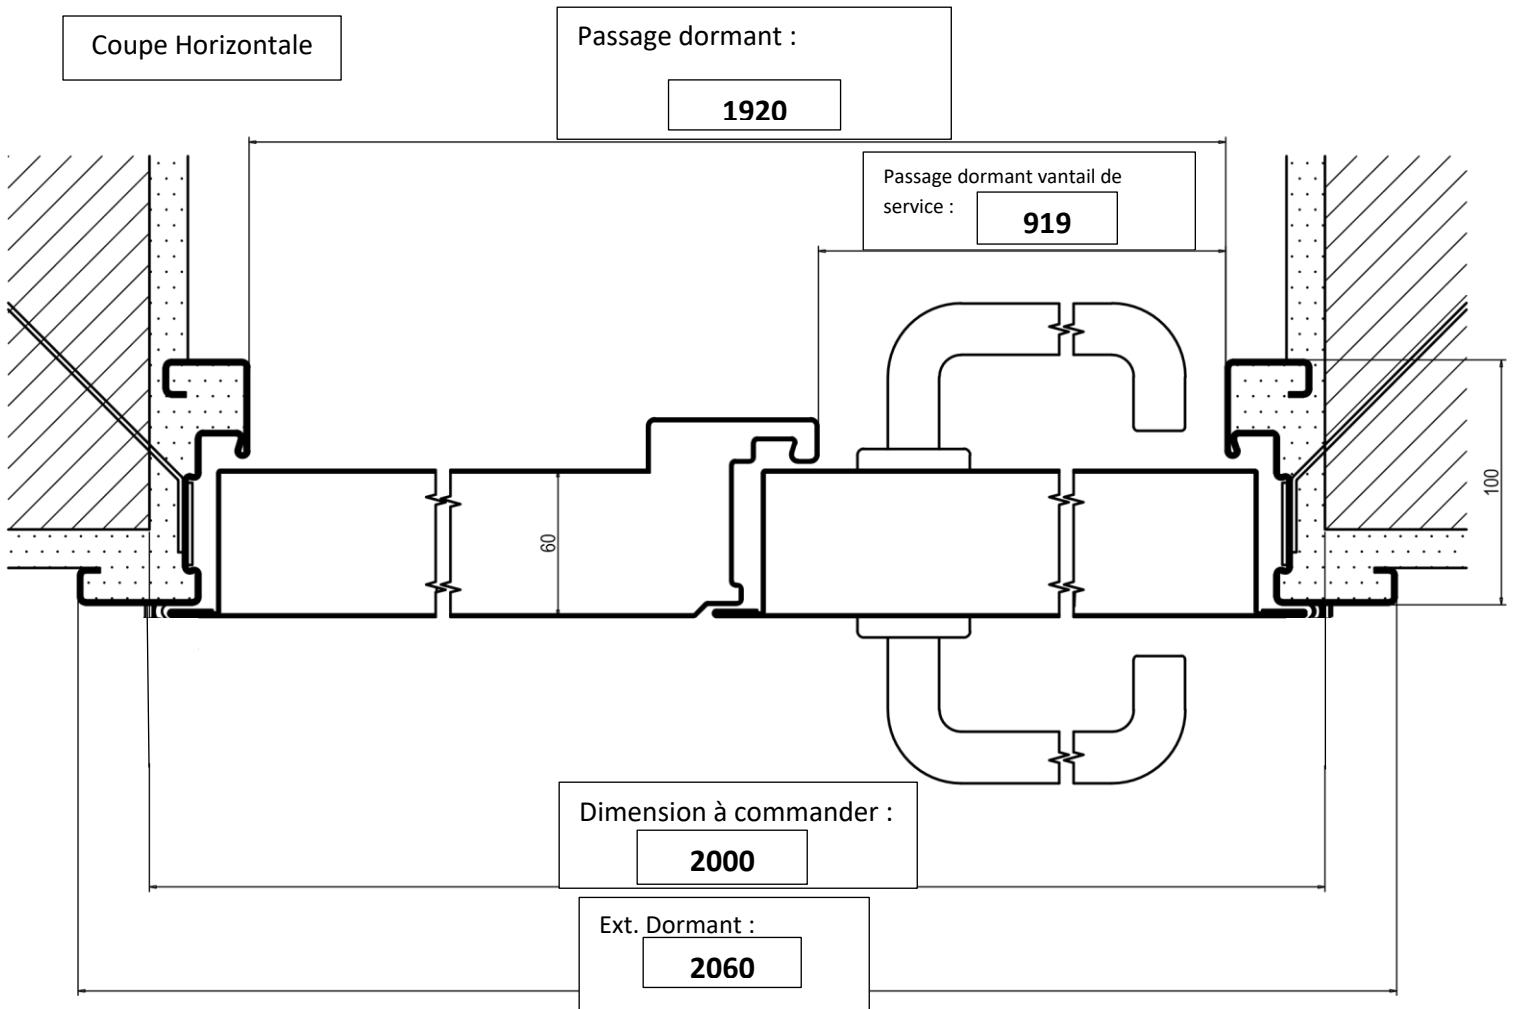 Coupe Horizontale
Passage dormant :
1920
Passage dormant vantail de
service :
919
100
60
Dimension à commander :
2000
Ext. Dormant :
2060